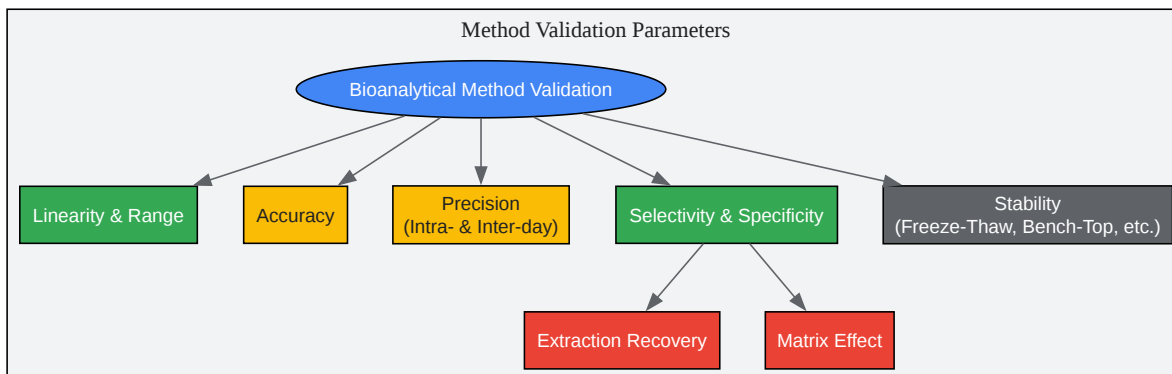 Method Validation Parameters
Bioanalytical Method Validation
Linearity & Range
Accuracy
Precision
(Intra- & Inter-day)
Selectivity & Specificity
Stability
(Freeze-Thaw, Bench-Top, etc.)
Extraction Recovery
Matrix Effect